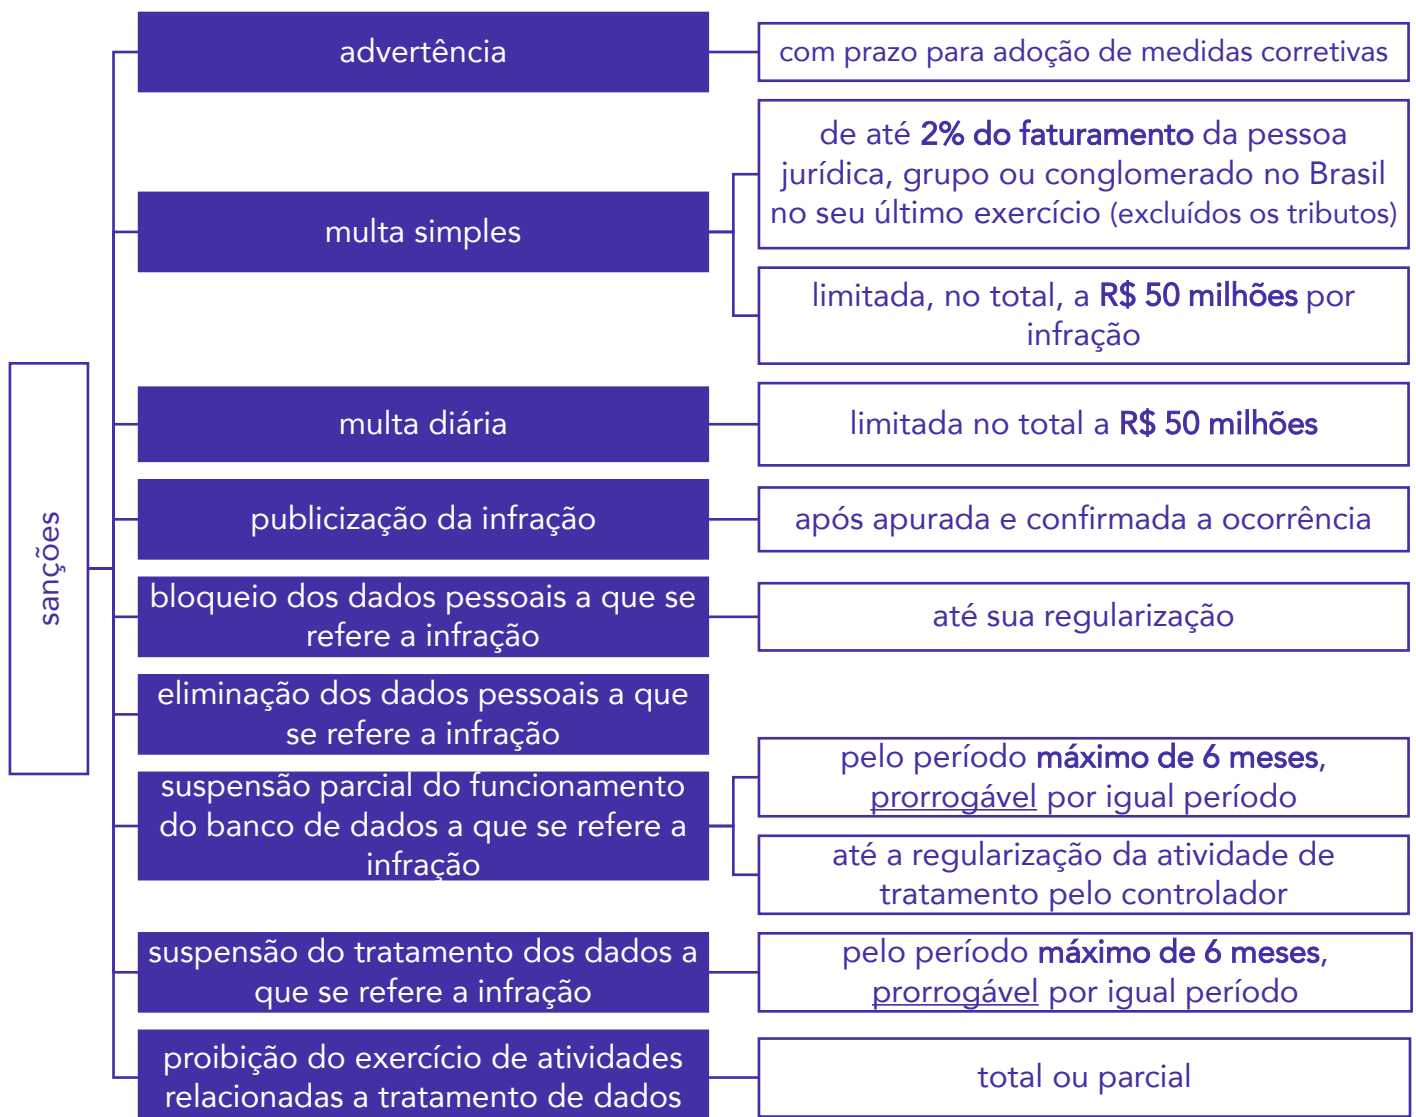 sanções
advertência
com prazo para adoção de medidas corretivas
multa simples
de até 2% do faturamento da pessoa
jurídica, grupo ou conglomerado no Brasil
no seu último exercício (excluídos os tributos)
limitada, no total, a R$ 50 milhões por
infração
multa diária
limitada no total a R$ 50 milhões
publicização da infração
após apurada e confirmada a ocorrência
bloqueio dos dados pessoais a que se
refere a infração
até sua regularização
eliminação dos dados pessoais a que
se refere a infração
suspensão parcial do funcionamento
do banco de dados a que se refere a
infração
pelo período máximo de 6 meses,
prorrogável por igual período
até a regularização da atividade de
tratamento pelo controlador
suspensão do tratamento dos dados a
que se refere a infração
pelo período máximo de 6 meses,
prorrogável por igual período
proibição do exercício de atividades
relacionadas a tratamento de dados
total ou parcial